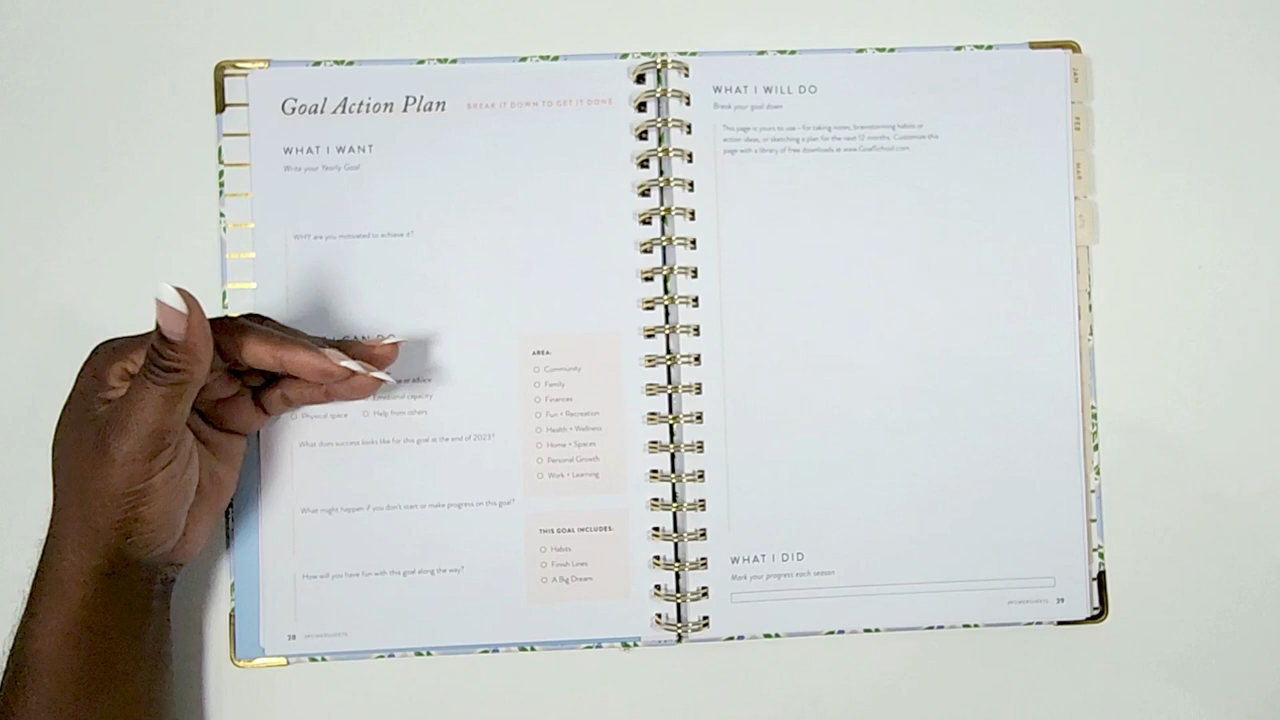 Goal Action Plan
BREAK IT DOWN TO GET IT DONE
WHAT I WANT
Write your Yearly Goal
WHY are you motivated to achieve it?
CAN DO
or advice
Emotional capacity
Physical space
Help from others
What does success look like for this goal at the end of 2023?
What might happen if you don't start or make progress on this goal?
How will you have fun with this goal along the way?
AREA:
Community
Family
Finances
Fun + Recreation
Health + Wellness
Home + Spaces
Personal Growth
Work + Learning
THIS GOAL INCLUDES:
Habits
Finish Lines
A Big Dream
28 #POWERSHEETS
WHAT I WILL DO
Break your goal down
This page is yours to use – for taking notes, brainstorming habits or
action ideas, or sketching a plan for the next 12 months. Customize this
page with a library of free downloads at www.GoalSchool.com.
WHAT I DID
Mark your progress each season
#POWERSHEETS 29
JAN
FEB
MAR